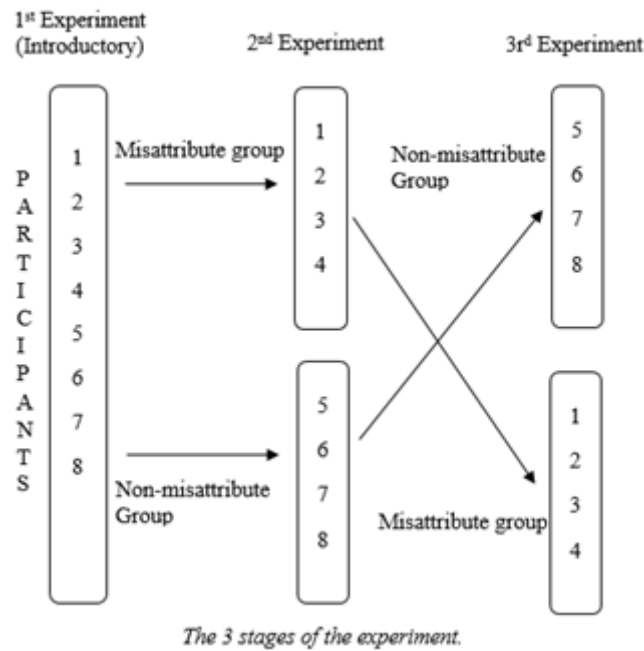 1st Experiment
(Introductory)
2nd Experiment
3rd Experiment
PARTICIPANTS
1
2
3
4
5
6
7
8
Misattribute group
Non-misattribute
Group
1
2
3
4
5
6
7
8
Non-misattribute
Group
Misattribute group
5
6
7
8
1
2
3
4
The 3 stages of the experiment.